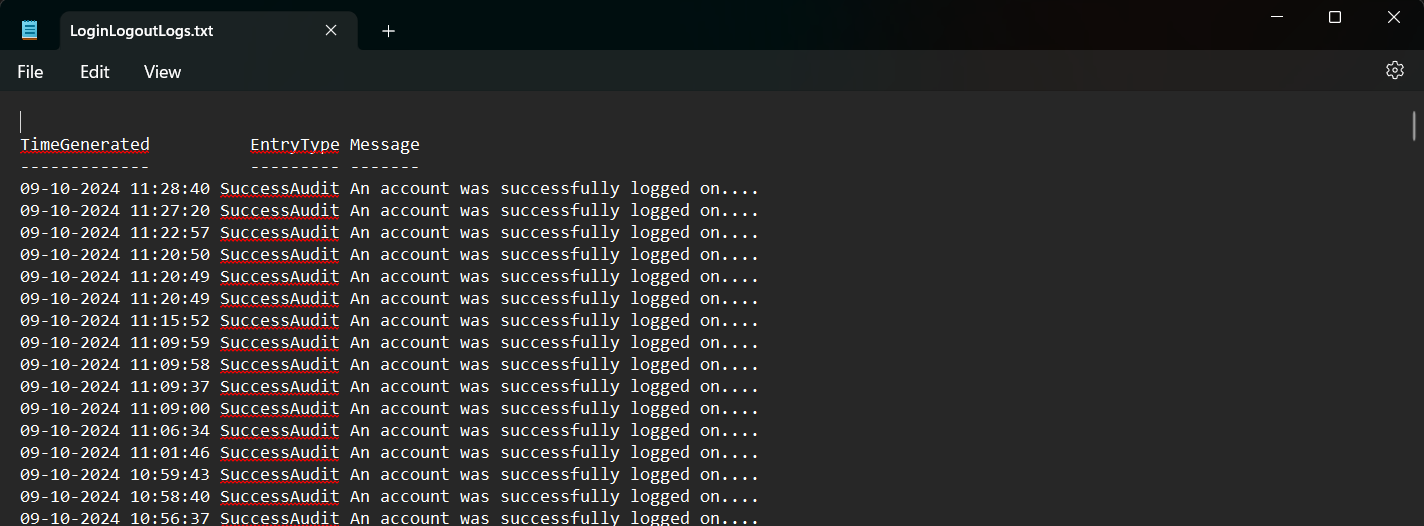 LoginLogoutLogs.txt
File Edit View
TimeGenerated EntryType Message
------------- --------- -------
09-10-2024 11:28:40 SuccessAudit An account was successfully logged on....
09-10-2024 11:27:20 SuccessAudit An account was successfully logged on....
09-10-2024 11:22:57 SuccessAudit An account was successfully logged on....
09-10-2024 11:20:50 SuccessAudit An account was successfully logged on....
09-10-2024 11:20:49 SuccessAudit An account was successfully logged on....
09-10-2024 11:20:49 SuccessAudit An account was successfully logged on....
09-10-2024 11:15:52 SuccessAudit An account was successfully logged on....
09-10-2024 11:09:59 SuccessAudit An account was successfully logged on....
09-10-2024 11:09:58 SuccessAudit An account was successfully logged on....
09-10-2024 11:09:37 SuccessAudit An account was successfully logged on....
09-10-2024 11:09:00 SuccessAudit An account was successfully logged on....
09-10-2024 11:06:34 SuccessAudit An account was successfully logged on....
09-10-2024 11:01:46 SuccessAudit An account was successfully logged on....
09-10-2024 10:59:43 SuccessAudit An account was successfully logged on....
09-10-2024 10:58:40 SuccessAudit An account was successfully logged on....
09-10-2024 10:56:37 SuccessAudit An account was successfully logged on....